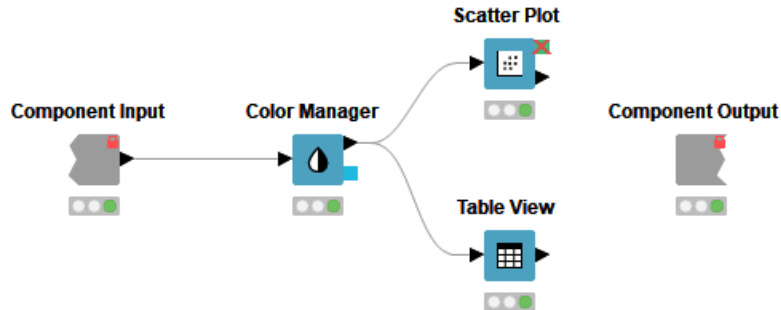 Scatter Plot
Component Input
Color Manager
Component Output
Table View